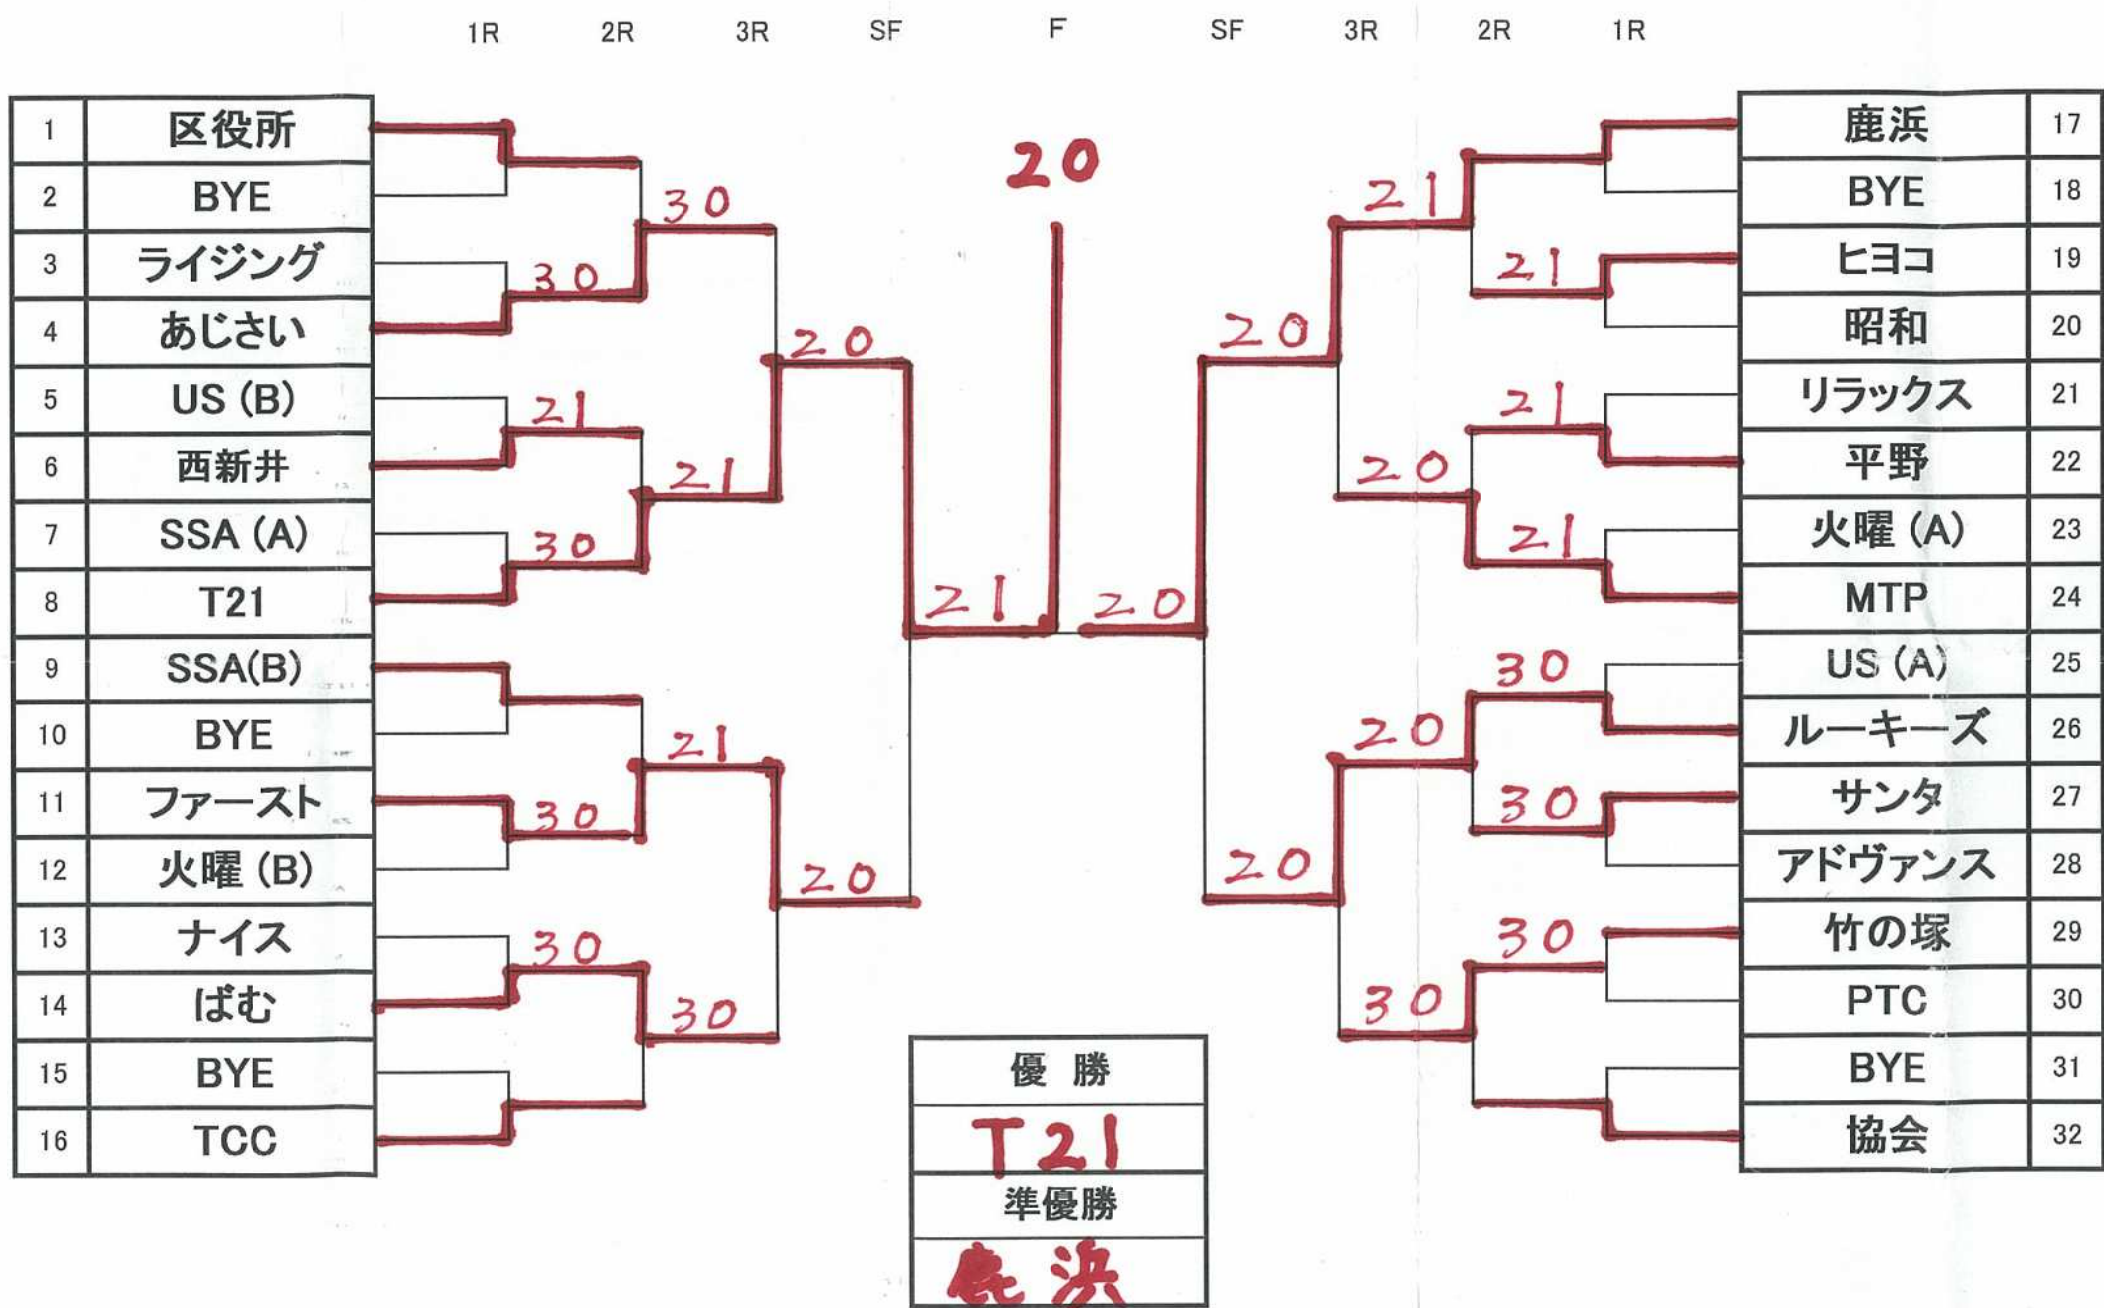 1R 2R 3R SF F SF 3R 2R 1R
1 区役所
2 BYE
3 ライジング
4 あじさい
5 US (B)
6 西新井
7 SSA (A)
8 T21
9 SSA(B)
10 BYE
11 ファースト
12 火曜 (B)
13 ナイス
14 ばむ
15 BYE
16 TCC
30
21
30
30
21
30
30
21
30
20
20
21
20
20
20
20
21
20
20
30
21
21
21
30
30
30
鹿浜 17
BYE 18
ヒヨコ 19
昭和 20
リラックス 21
平野 22
火曜 (A) 23
MTP 24
US (A) 25
ルーキーズ 26
サンタ 27
アドヴァンス 28
竹の塚 29
PTC 30
BYE 31
協会 32
優 勝
T21
準優勝
鹿浜